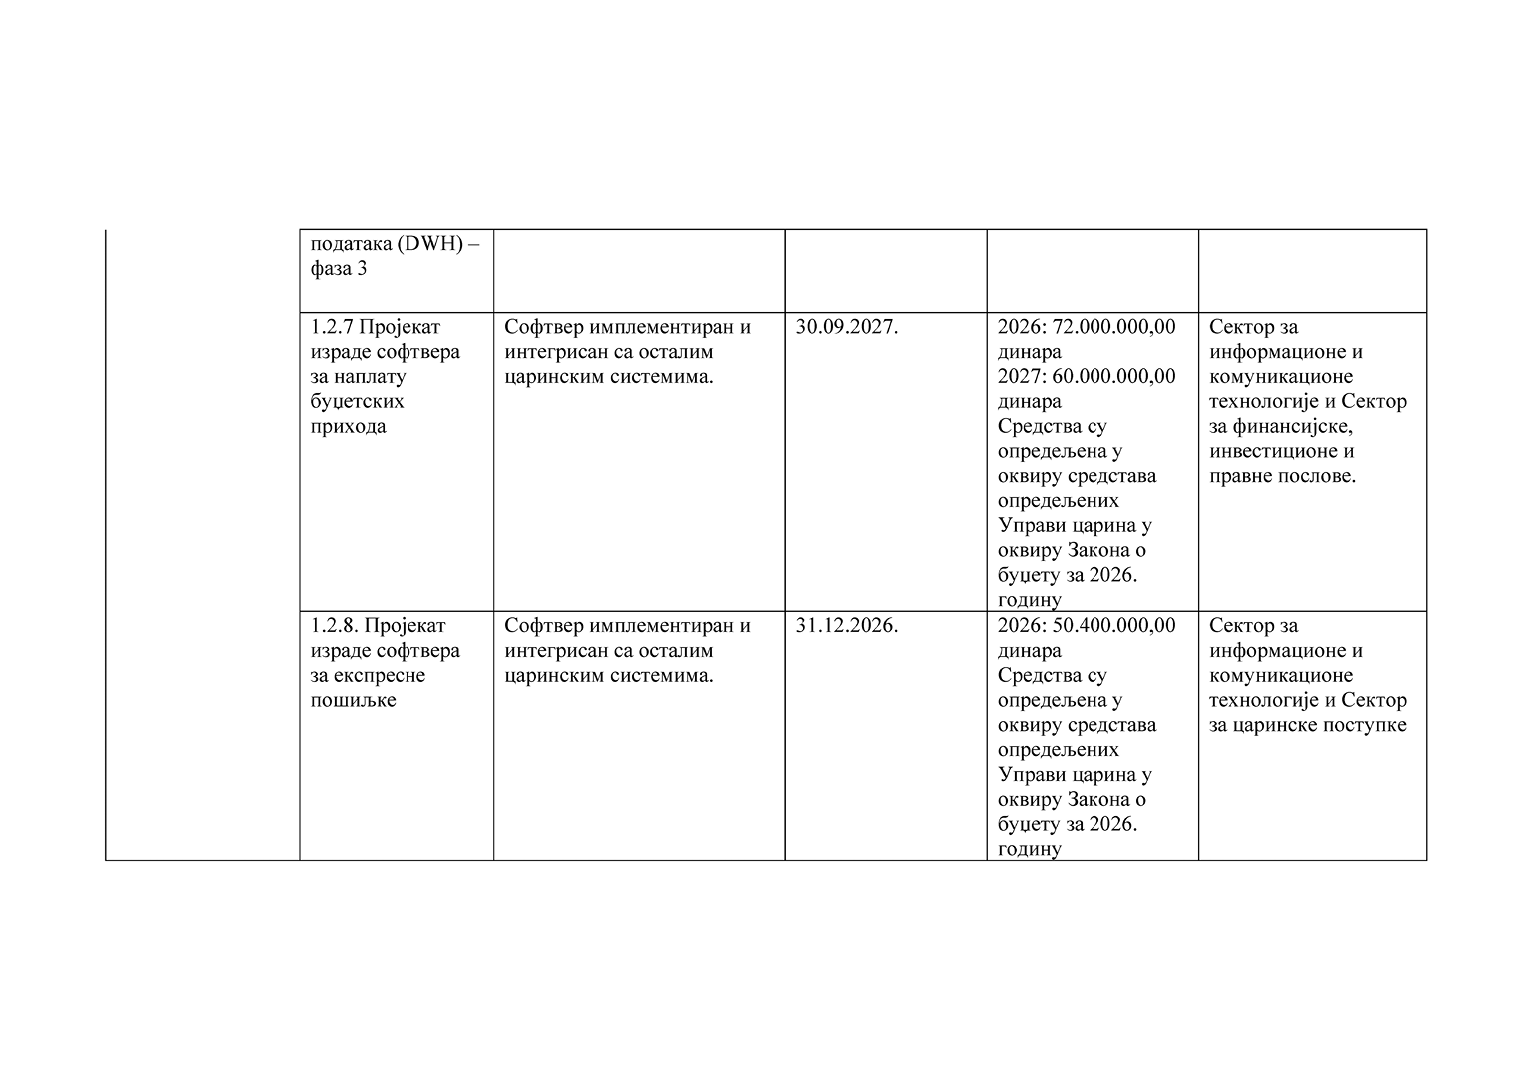 података (DWH) –
фаза 3
1.2.7 Пројекат
израде софтвера
за наплату
буџетских
прихода
Софтвер имплементиран и
интегрисан са осталим
царинским системима.
30.09.2027.
2026: 72.000.000,00
динара
2027: 60.000.000,00
динара
Средства су
опредељена у
оквиру средстава
опредељених
Управи царина у
оквиру Закона о
буџету за 2026.
годину
Сектор за
информационе и
комуникационе
технологије и Сектор
за финансијске,
инвестиционе и
правне послове.
1.2.8. Пројекат
израде софтвера
за експресне
пошиљке
Софтвер имплементиран и
интегрисан са осталим
царинским системима.
31.12.2026.
2026: 50.400.000,00
динара
Средства су
опредељена у
оквиру средстава
опредељених
Управи царина у
оквиру Закона о
буџету за 2026.
годину
Сектор за
информационе и
комуникационе
технологије и Сектор
за царинске поступке